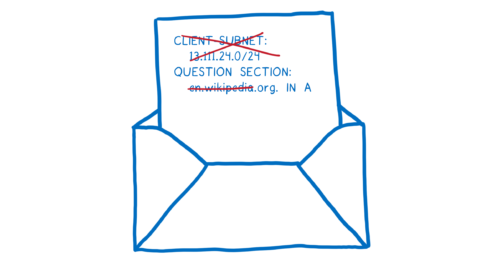 CLIENT-SUBNET:
13.111.24.0/24
QUESTION SECTION:
en.wikipedia.org. IN A